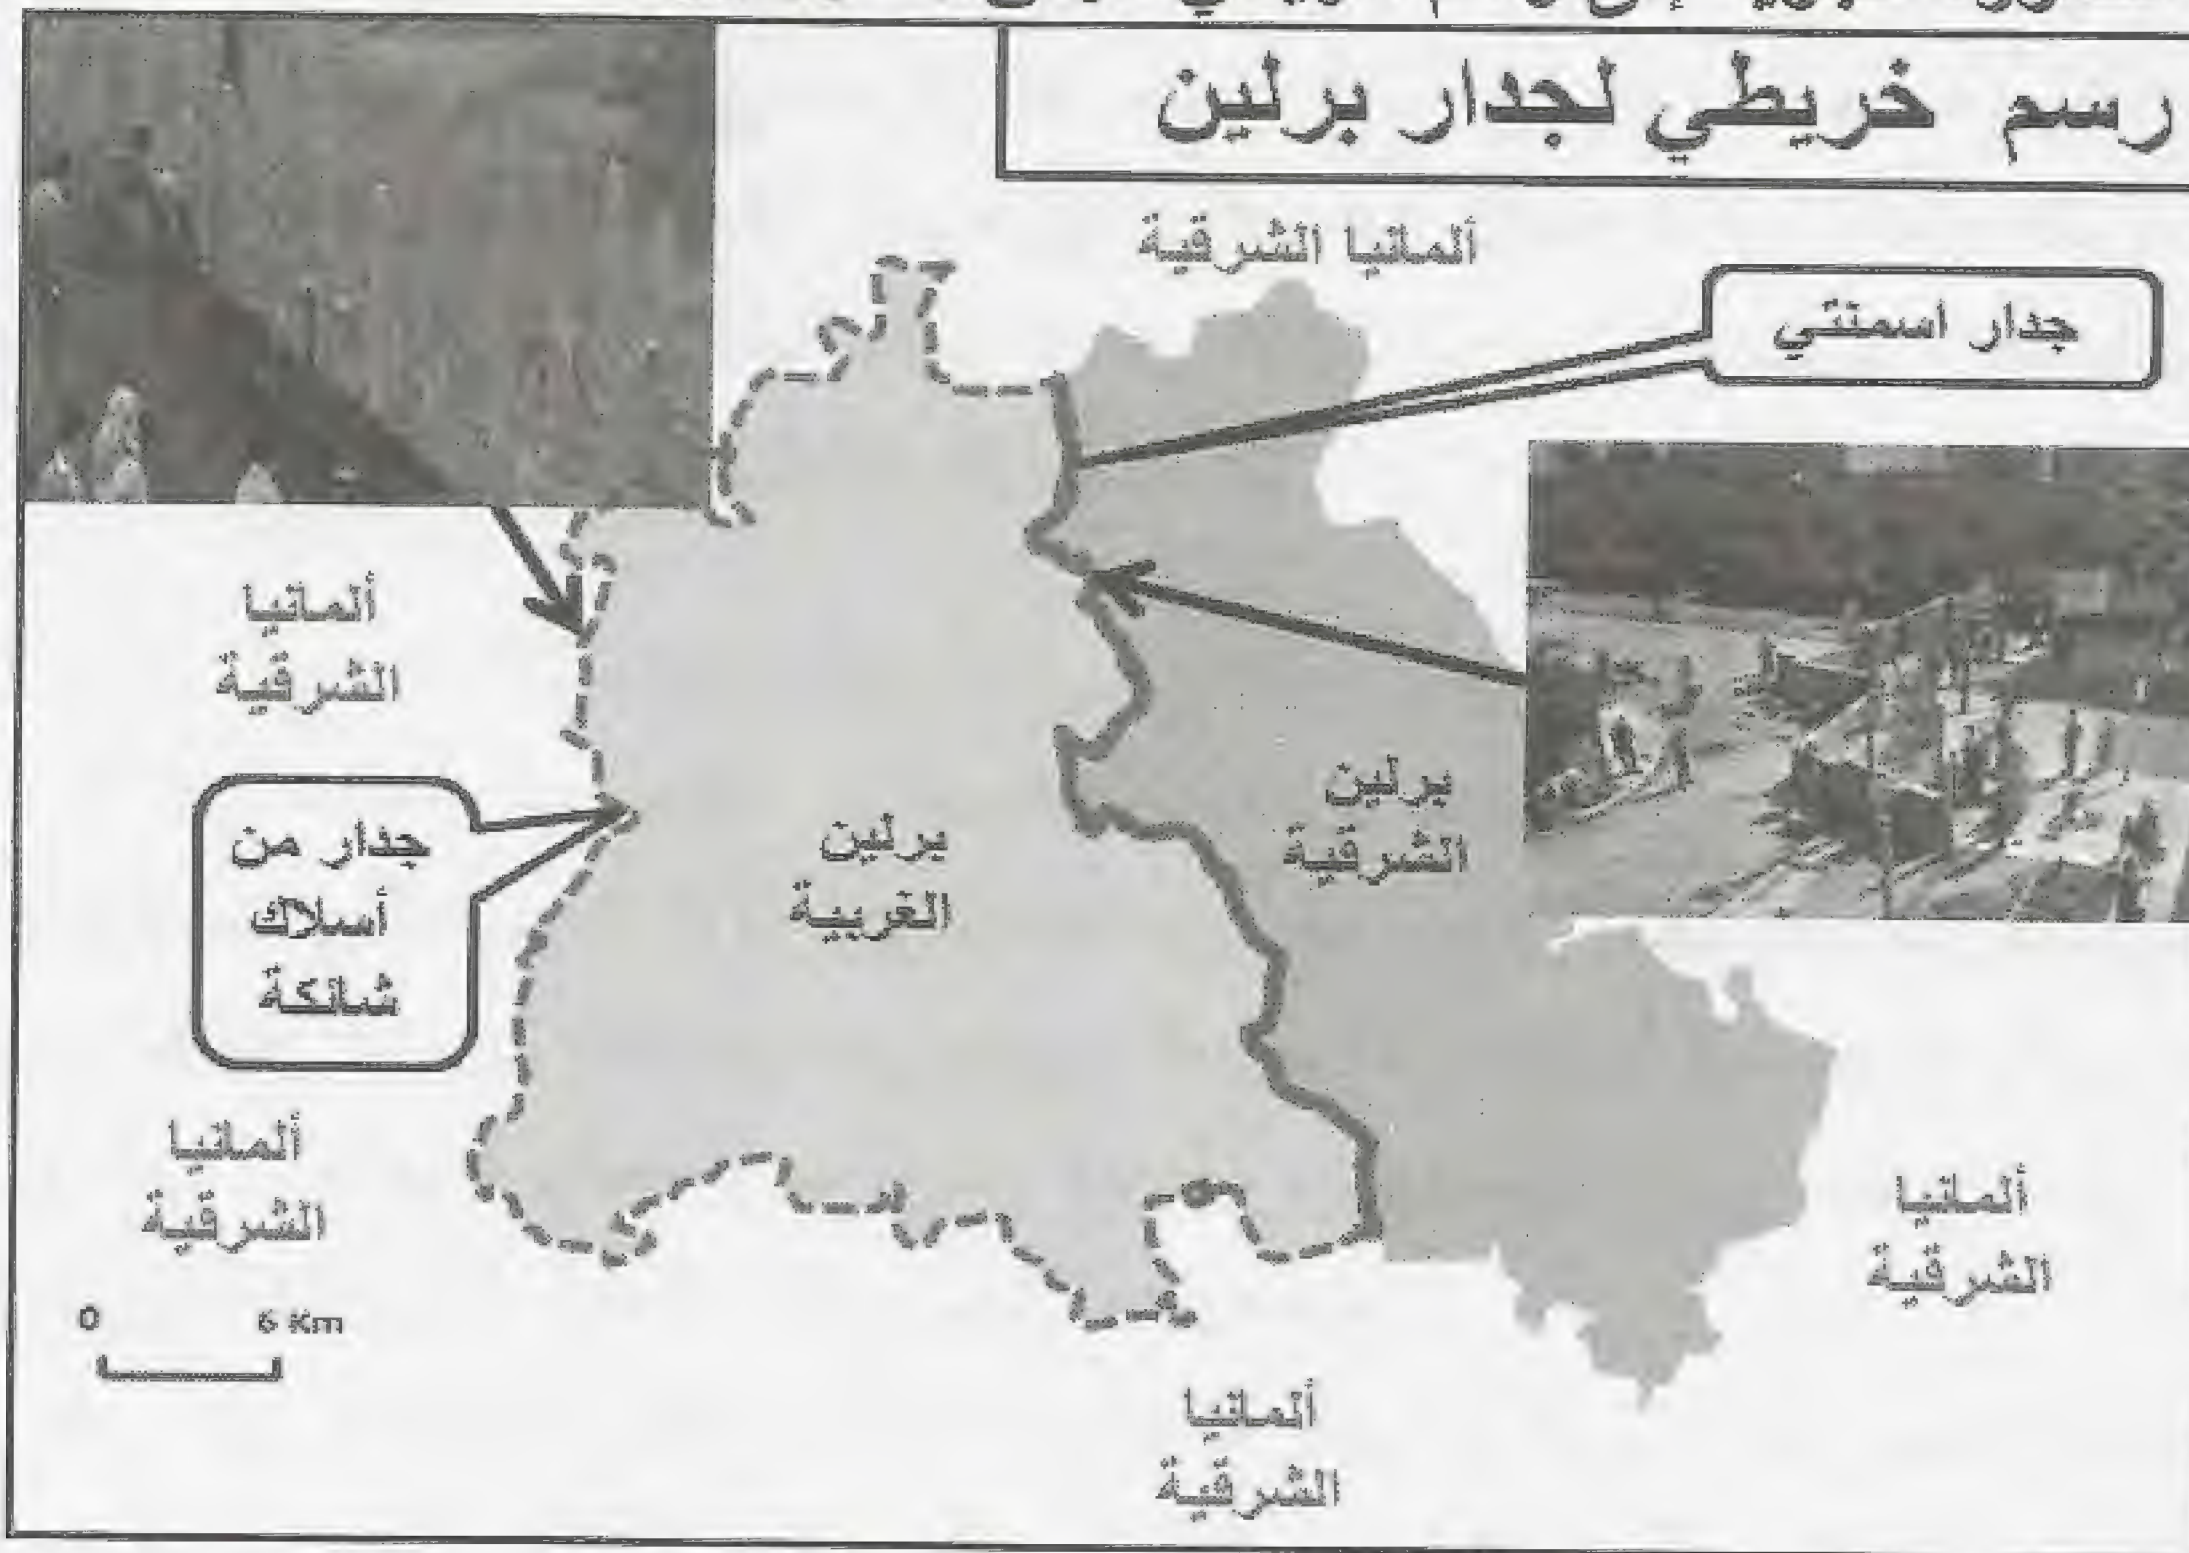 رسم خريطي لجدار برلين
ألمانيا الشرقية
جدار اسمنتي
ألمانيا
الشرقية
برلين
الشرقية
برلين
الغربية
جدار من
أسلاك
شائكة
ألمانيا
الشرقية
ألمانيا
الشرقية
0 6 Km
ألمانيا
الشرقية